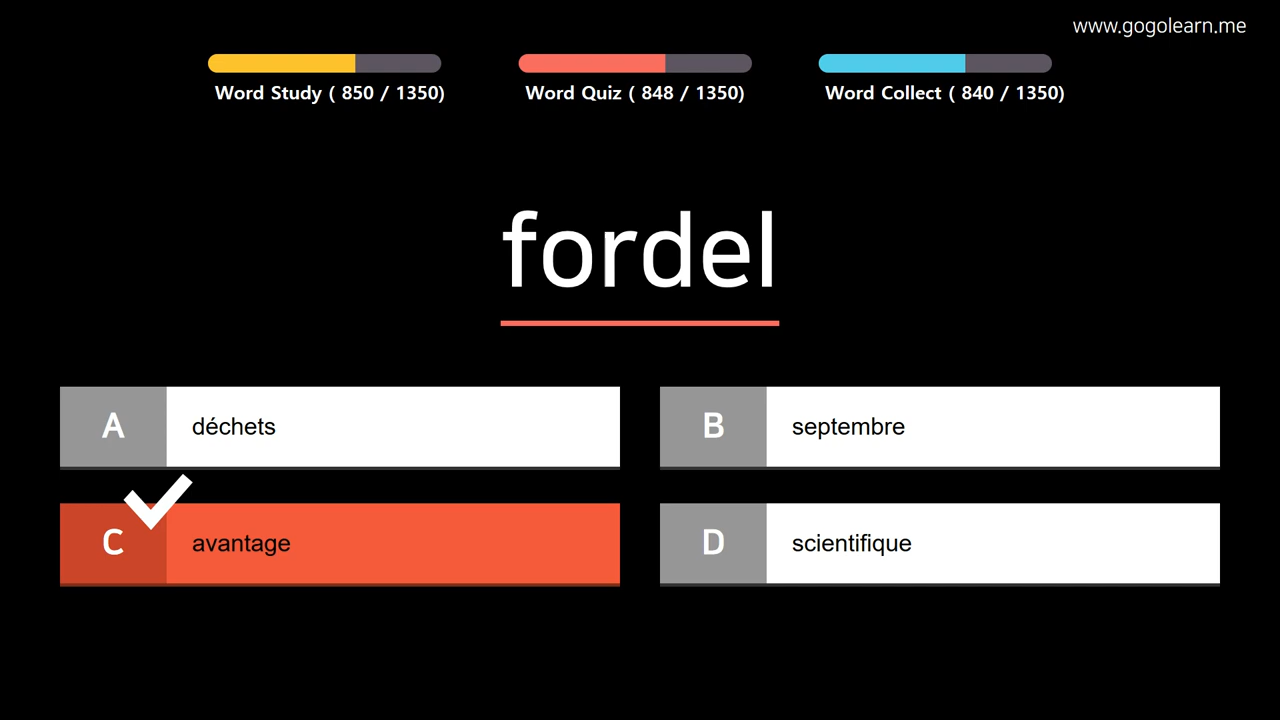 www.gogolearn.me
Word Study ( 850 / 1350)
Word Quiz ( 848 / 1350)
Word Collect ( 840 / 1350)
fordel
A déchets
B septembre
C avantage
D scientifique